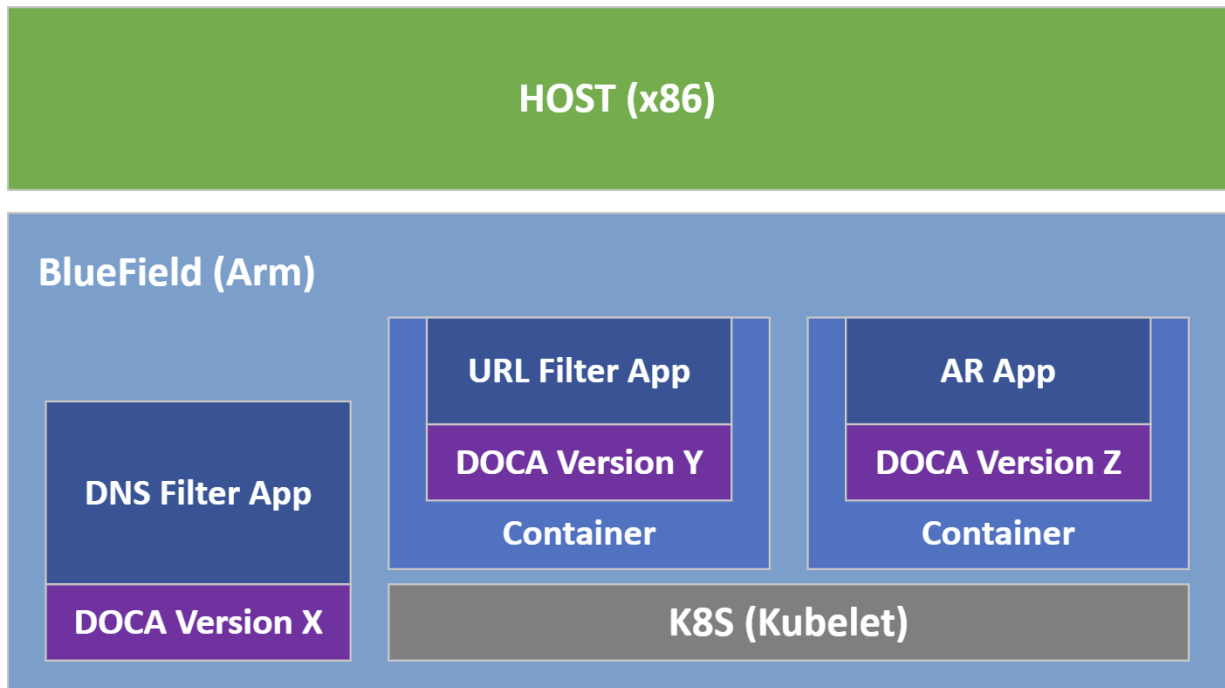 HOST (x86)
BlueField (Arm)
DNS Filter App
DOCA Version X
URL Filter App
DOCA Version Y
Container
AR App
DOCA Version Z
Container
K8S (Kubelet)